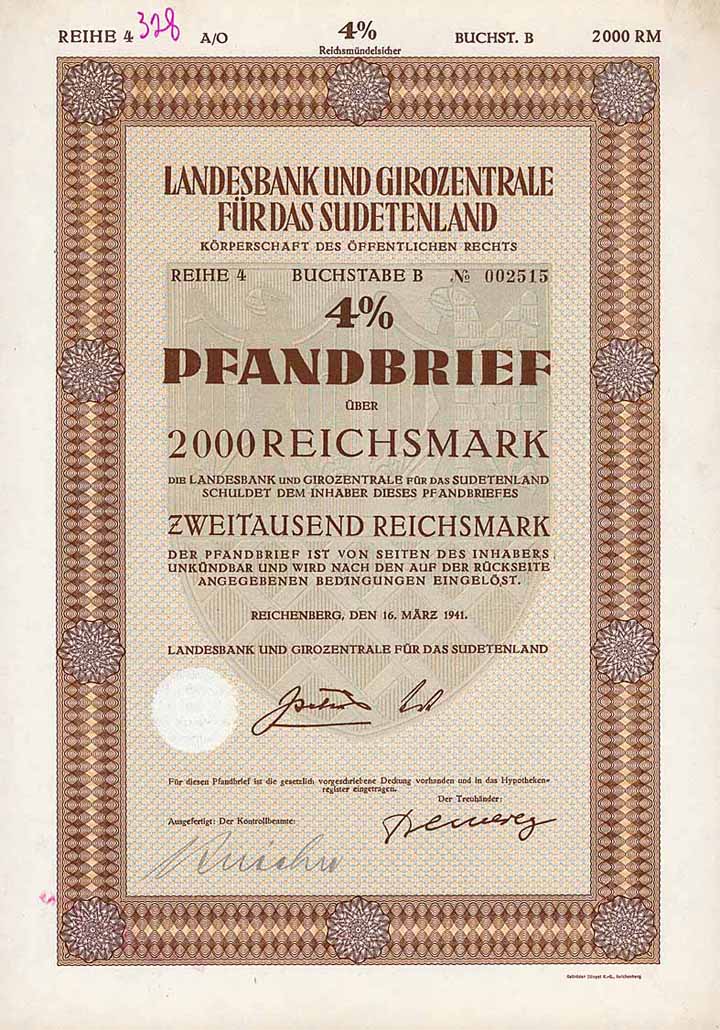 REIHE 4 328 A/O 4% BUCHST. B 2000 RM
Reichsmündelsicher
LANDESBANK UND GIROZENTRALE
FÜR DAS SUDETENLAND
KÖRPERSCHAFT DES ÖFFENTLICHEN RECHTS
REIHE 4 BUCHSTABE B № 002515
4%
PFANDBRIEF
ÜBER
2000 REICHSMARK
DIE LANDESBANK UND GIROZENTRALE FÜR DAS SUDETENLAND
SCHULDET DEM INHABER DIESES PFANDBRIEFES
ZWEITAUSEND REICHSMARK
DER PFANDBRIEF IST VON SEITEN DES INHABERS
UNKÜNDBAR UND WIRD NACH DEN AUF DER RÜCKSEITE
ANGEGEBENEN BEDINGUNGEN EINGELÖST.
REICHENBERG, DEN 16. MÄRZ 1941.
LANDESBANK UND GIROZENTRALE FÜR DAS SUDETENLAND
Für diesen Pfandbrief ist die gesetzlich vorgeschriebene Deckung vorhanden und in das Hypotheken-
register eingetragen.
Der Treuhänder:
Ausgefertigt: Der Kontrollbeamte:
Gebrüder Stiepel K.-G., Reichenberg